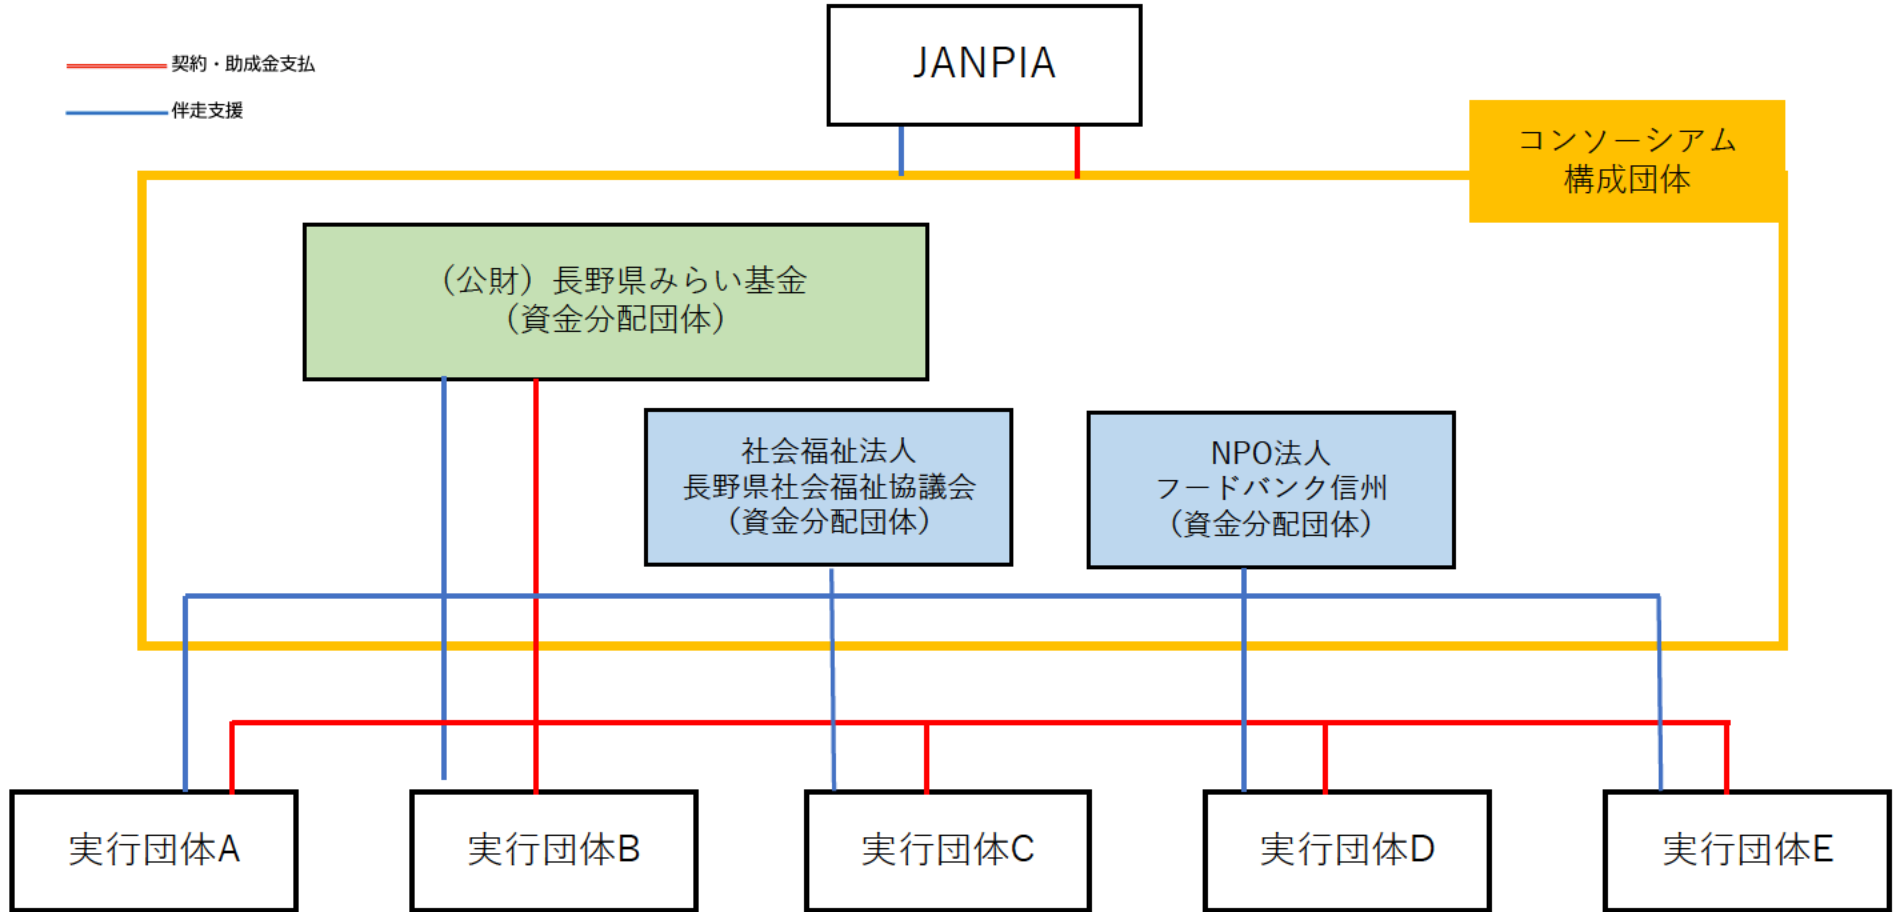 JANPIA
契約・助成金支払
伴走支援
コンソーシアム
構成団体
（公財）長野県みらい基金
（資金分配団体）
社会福祉法人
長野県社会福祉協議会
（資金分配団体）
NPO法人
フードバンク信州
（資金分配団体）
実行団体A
実行団体B
実行団体C
実行団体D
実行団体E